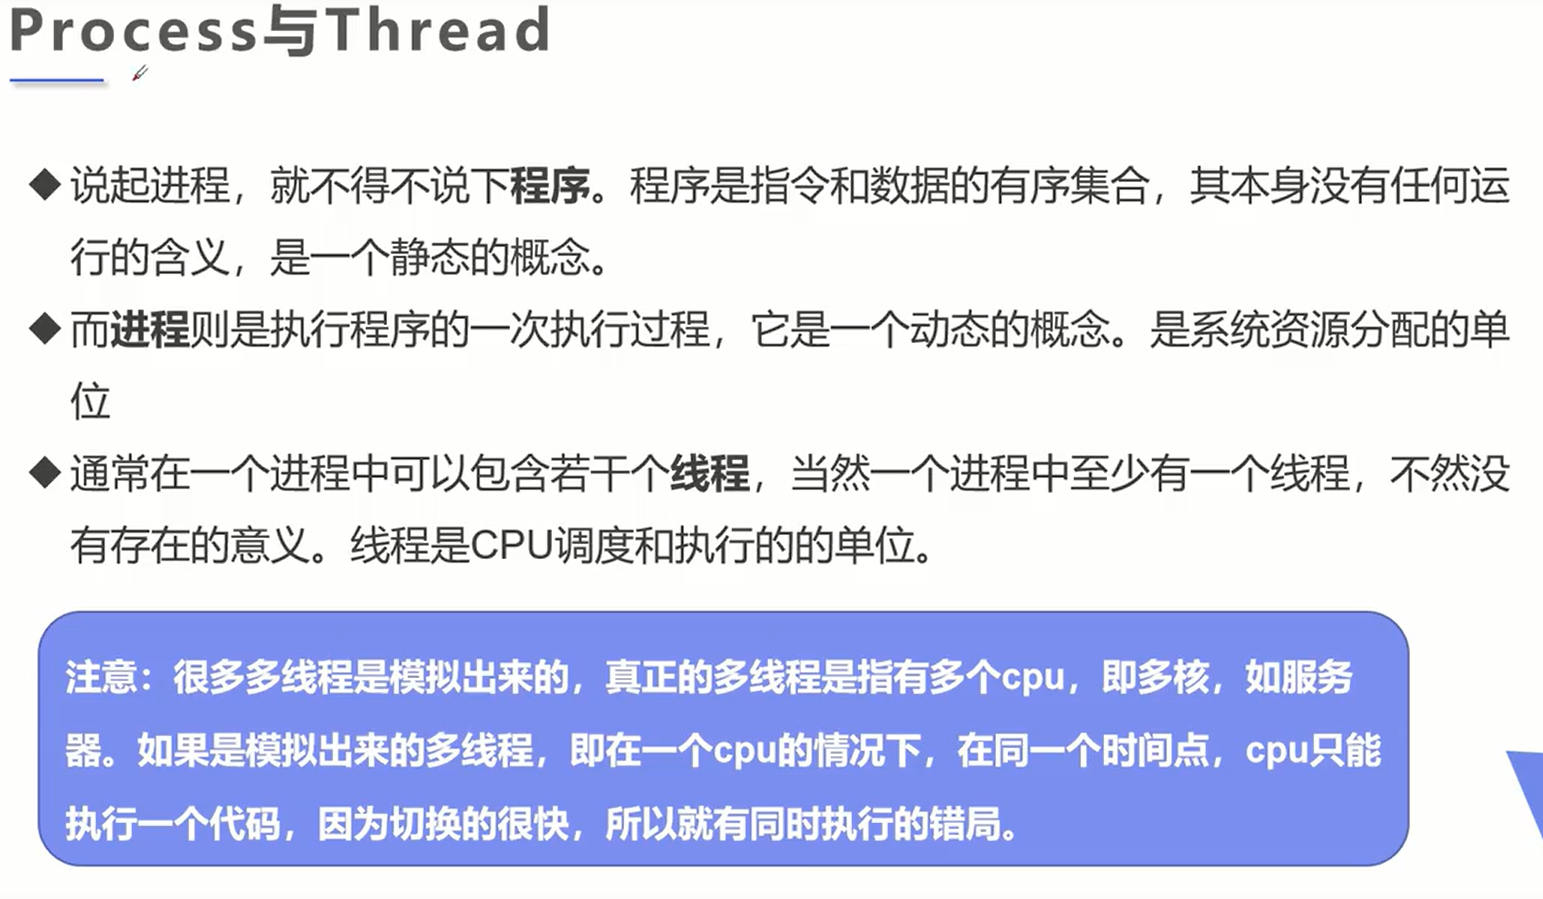 Process与Thread
◆说起进程，就不得不说下程序。程序是指令和数据的有序集合，其本身没有任何运
行的含义，是一个静态的概念。
◆而进程则是执行程序的一次执行过程，它是一个动态的概念。是系统资源分配的单
位
◆通常在一个进程中可以包含若干个线程，当然一个进程中至少有一个线程，不然没
有存在的意义。线程是CPU调度和执行的的单位。
注意：很多多线程是模拟出来的，真正的多线程是指有多个cpu，即多核，如服务
器。如果是模拟出来的多线程，即在一个cpu的情况下，在同一个时间点，cpu只能
执行一个代码，因为切换的很快，所以就有同时执行的错局。